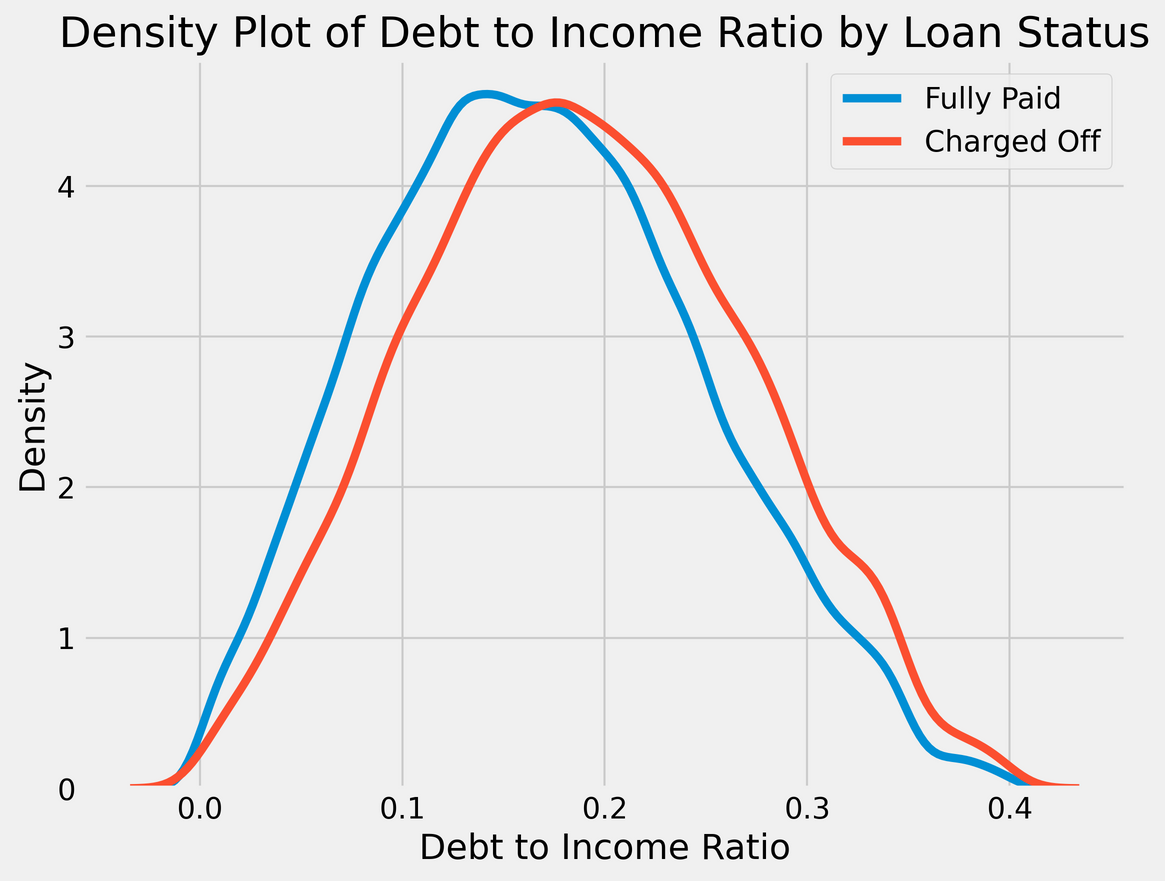 Density Plot of Debt to Income Ratio by Loan Status
Fully Paid
Charged Off
Density
4
3
2
1
0
0.0 0.1 0.2 0.3 0.4
Debt to Income Ratio